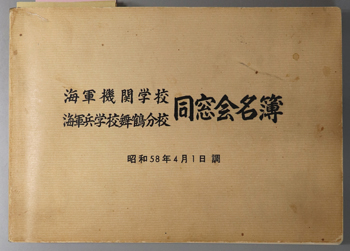 海軍機関学校
海軍兵学校舞鶴分校
同窓会名簿
昭和58年4月1日 調